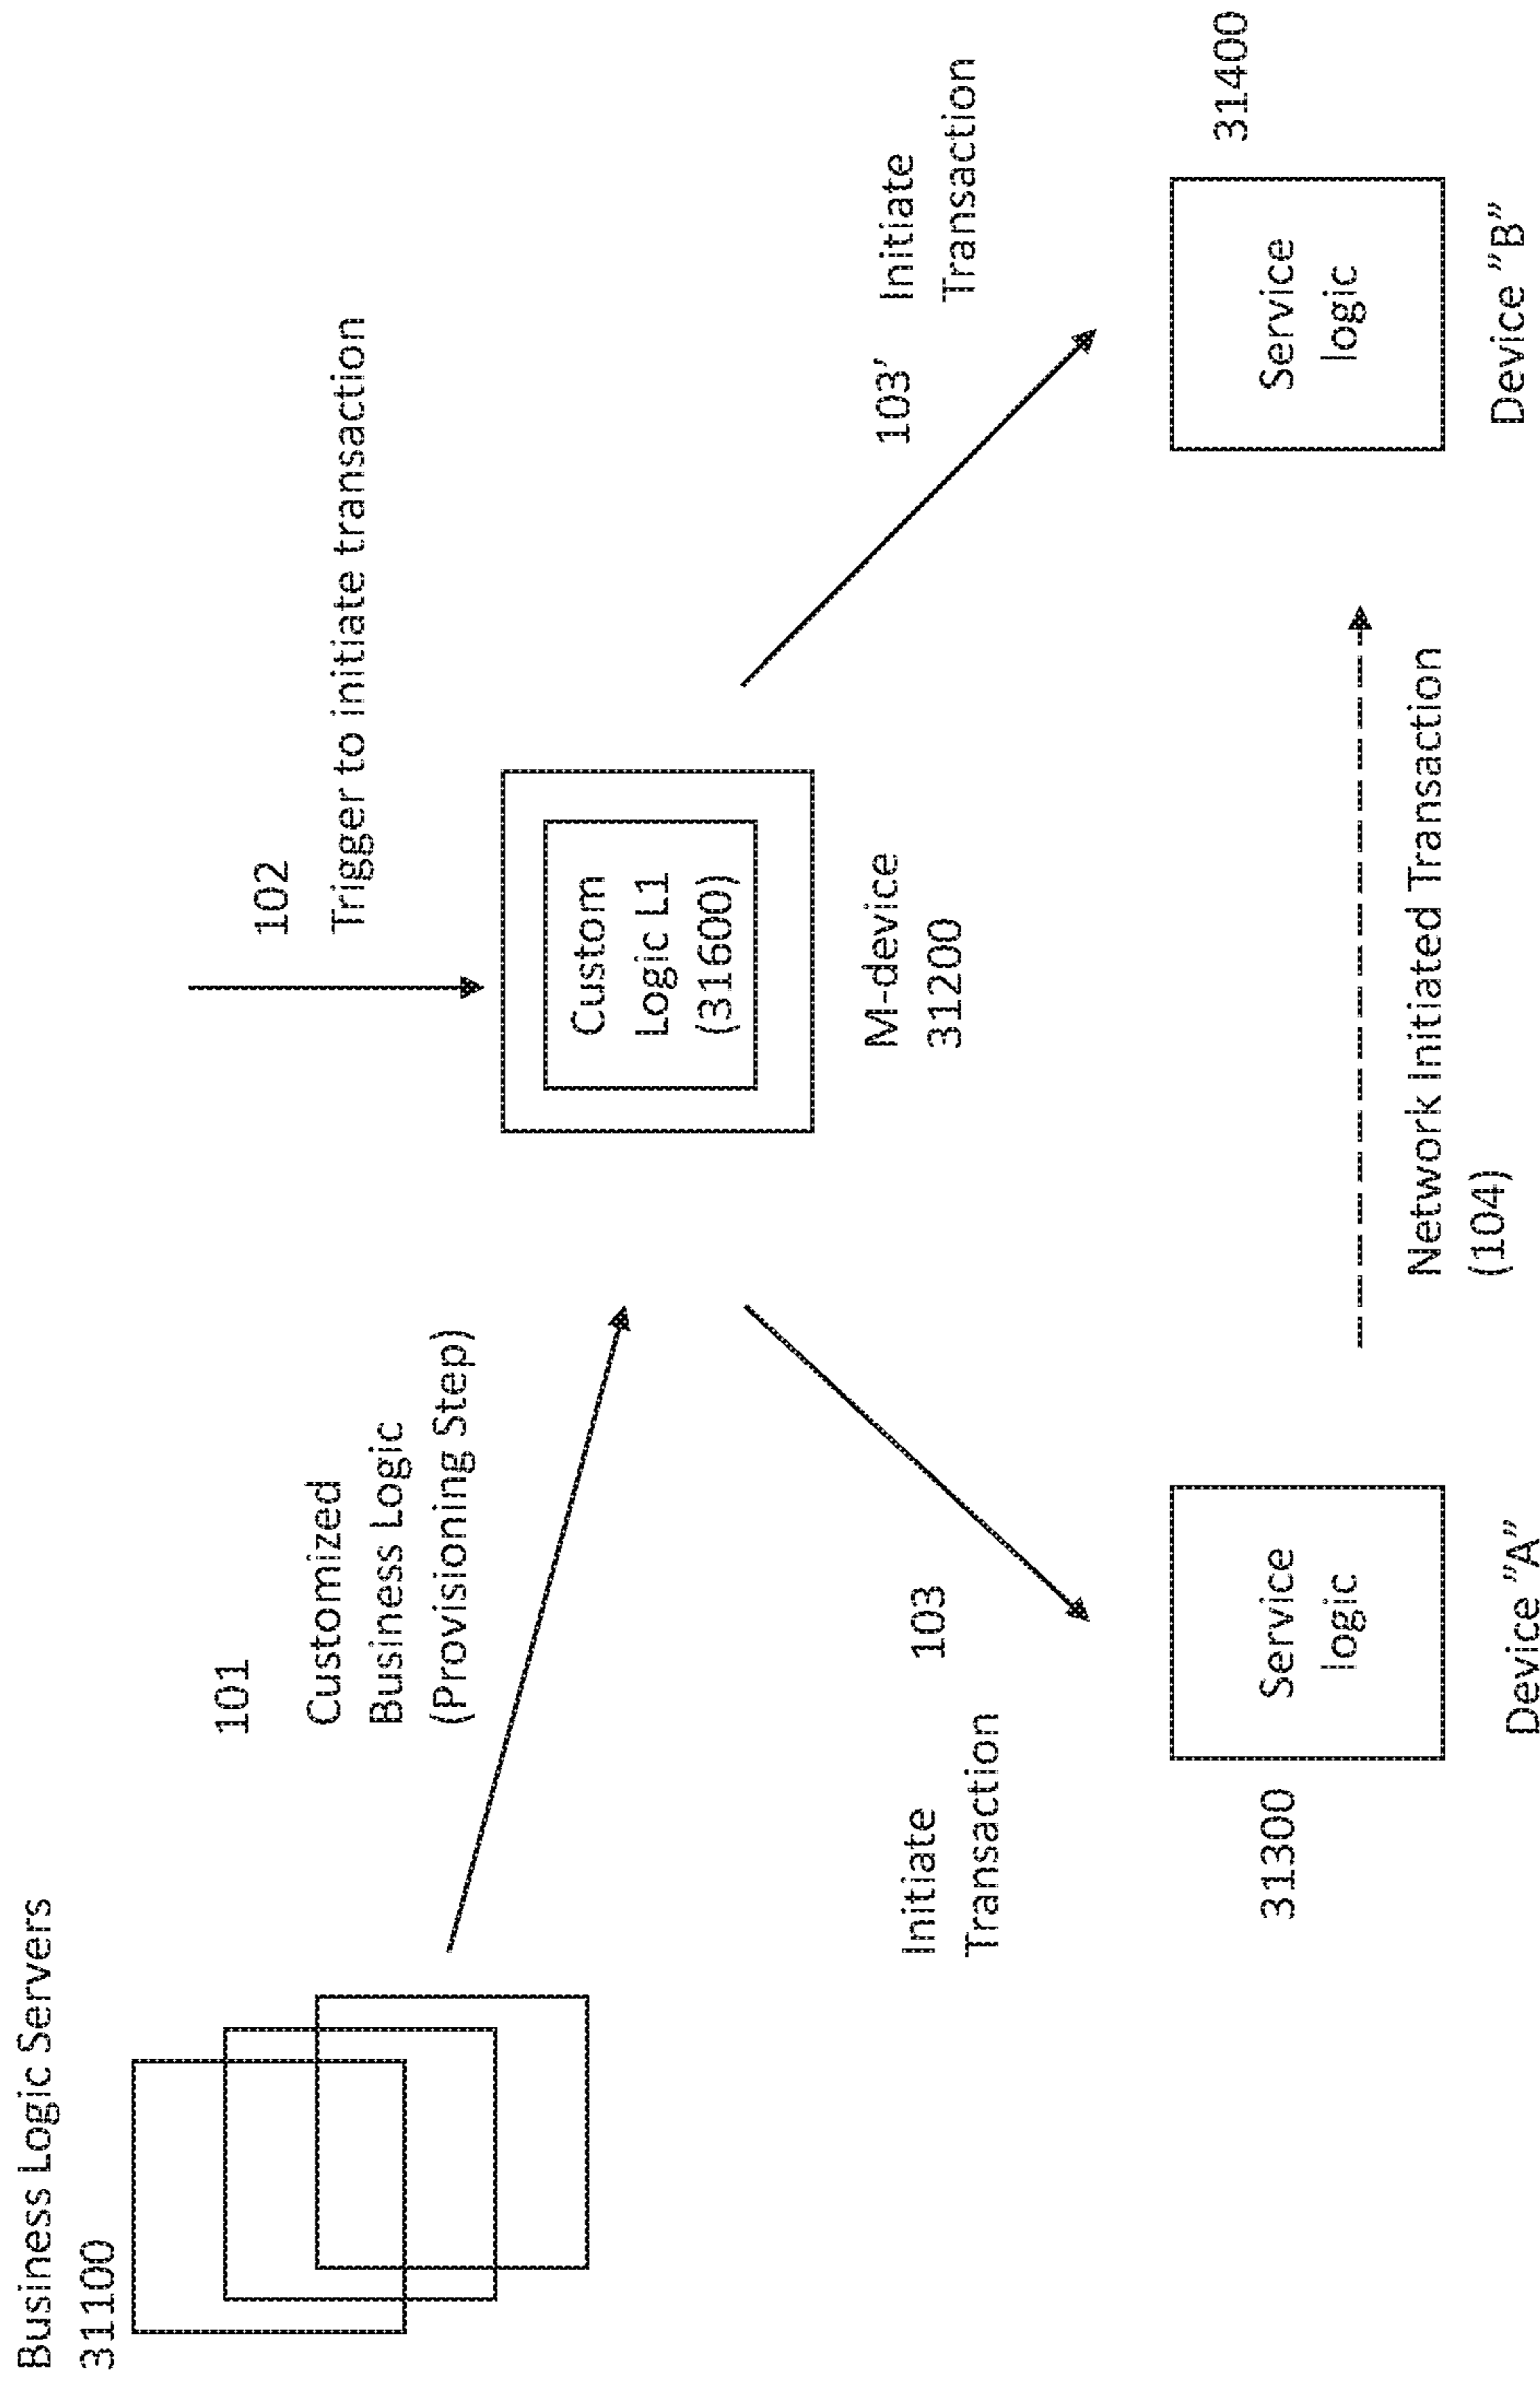 Business Logic Servers
31100
101
Customized
Business Logic
(Provisioning Step)
102
Trigger to initiate transaction
Custom
Logic L1
(31600)
M-device
31200
Initiate
Transaction
103
103'
Initiate
Transaction
31300
Service
logic
Device "A"
Network Initiated Transaction
(104)
Service
logic
31400
Device "B"